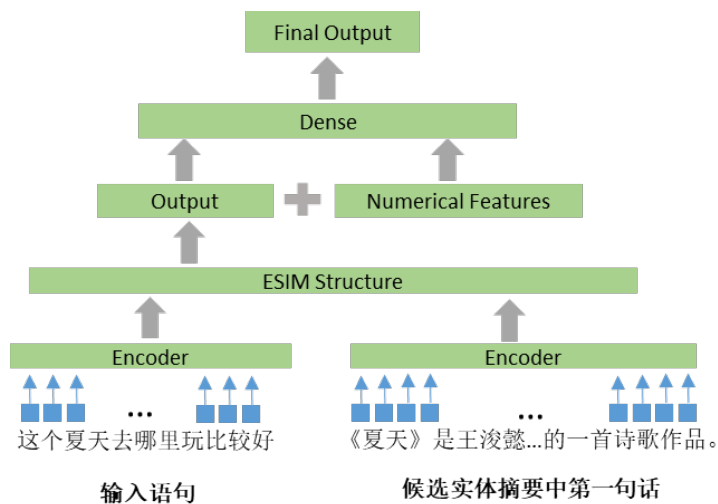 Final Output
Dense
Output
Numerical Features
ESIM Structure
Encoder
Encoder
...
...
这个夏天去哪里玩比较好
《夏天》是王浚懿...的一首诗歌作品。
输入语句
候选实体摘要中第一句话